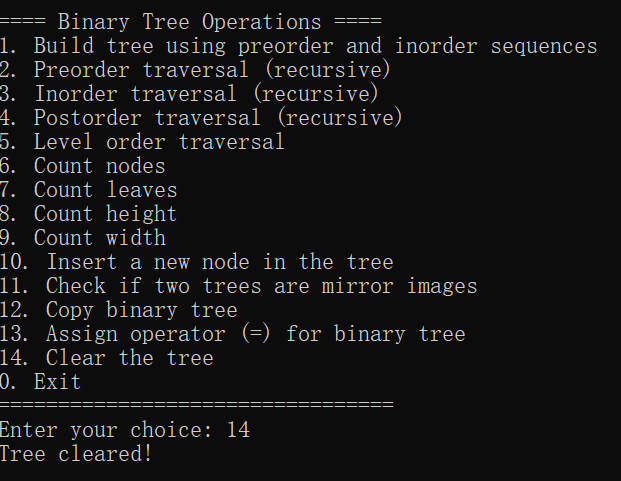 ==== Binary Tree Operations ====
1. Build tree using preorder and inorder sequences
2. Preorder traversal (recursive)
3. Inorder traversal (recursive)
4. Postorder traversal (recursive)
5. Level order traversal
6. Count nodes
7. Count leaves
8. Count height
9. Count width
10. Insert a new node in the tree
11. Check if two trees are mirror images
12. Copy binary tree
13. Assign operator (=) for binary tree
14. Clear the tree
0. Exit
=================================
Enter your choice: 14
Tree cleared!